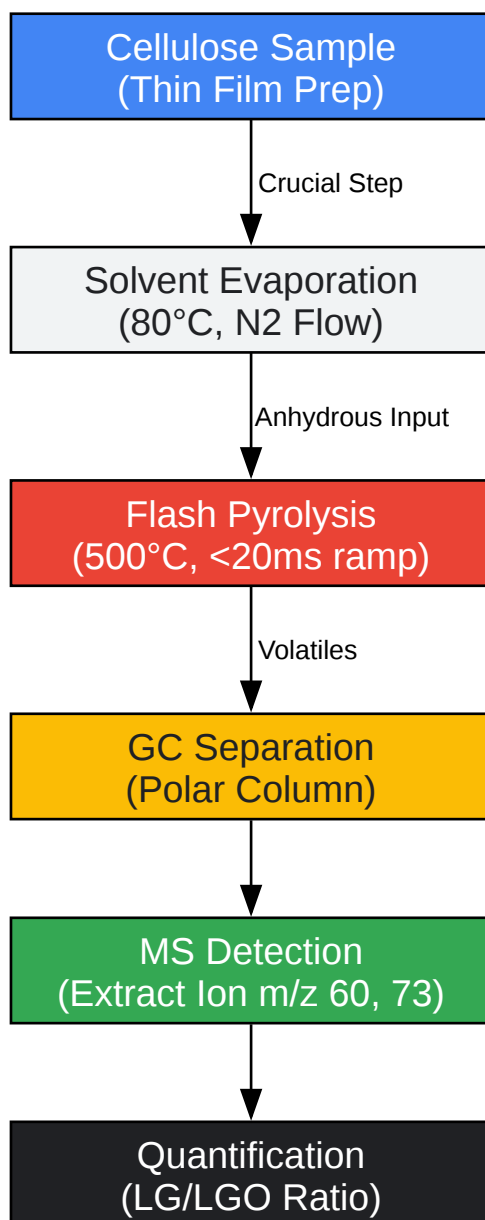 Cellulose Sample
(Thin Film Prep)
Crucial Step
Solvent Evaporation
(80°C, N2 Flow)
Anhydrous Input
Flash Pyrolysis
(500°C, <20ms ramp)
Volatiles
GC Separation
(Polar Column)
MS Detection
(Extract Ion m/z 60, 73)
Quantification
(LG/LGO Ratio)